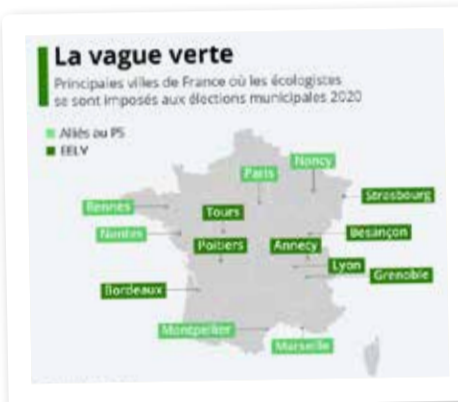 La vague verte
Principales villes de France où les écologistes
se sont imposés aux élections municipales 2020
Alliés au PS
EELV
Nancy
Paris
Strasbourg
Rennes
Tours
Nantes
Besançon
Poitiers
Annecy
Lyon
Grenoble
Bordeaux
Montpellier
Marseille